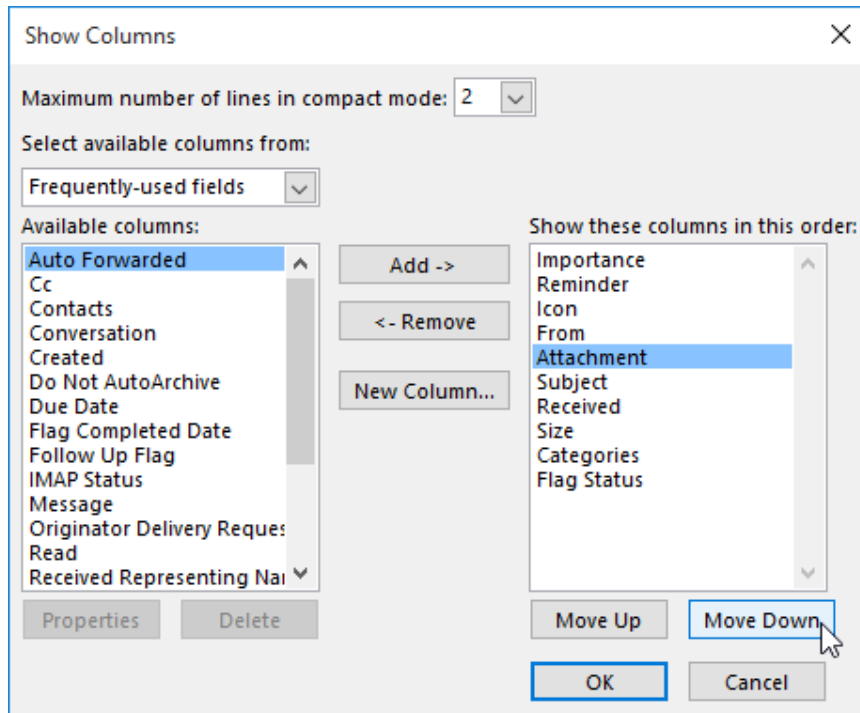 Show Columns
Maximum number of lines in compact mode: 2
Select available columns from:
Frequently-used fields
Available columns:
Auto Forwarded
Cc
Contacts
Conversation
Created
Do Not AutoArchive
Due Date
Flag Completed Date
Follow Up Flag
IMAP Status
Message
Originator Delivery Reques
Read
Received Representing Nai
Properties Delete
Add ->
<- Remove
New Column...
Show these columns in this order:
Importance
Reminder
Icon
From
Attachment
Subject
Received
Size
Categories
Flag Status
Move Up Move Down
OK Cancel